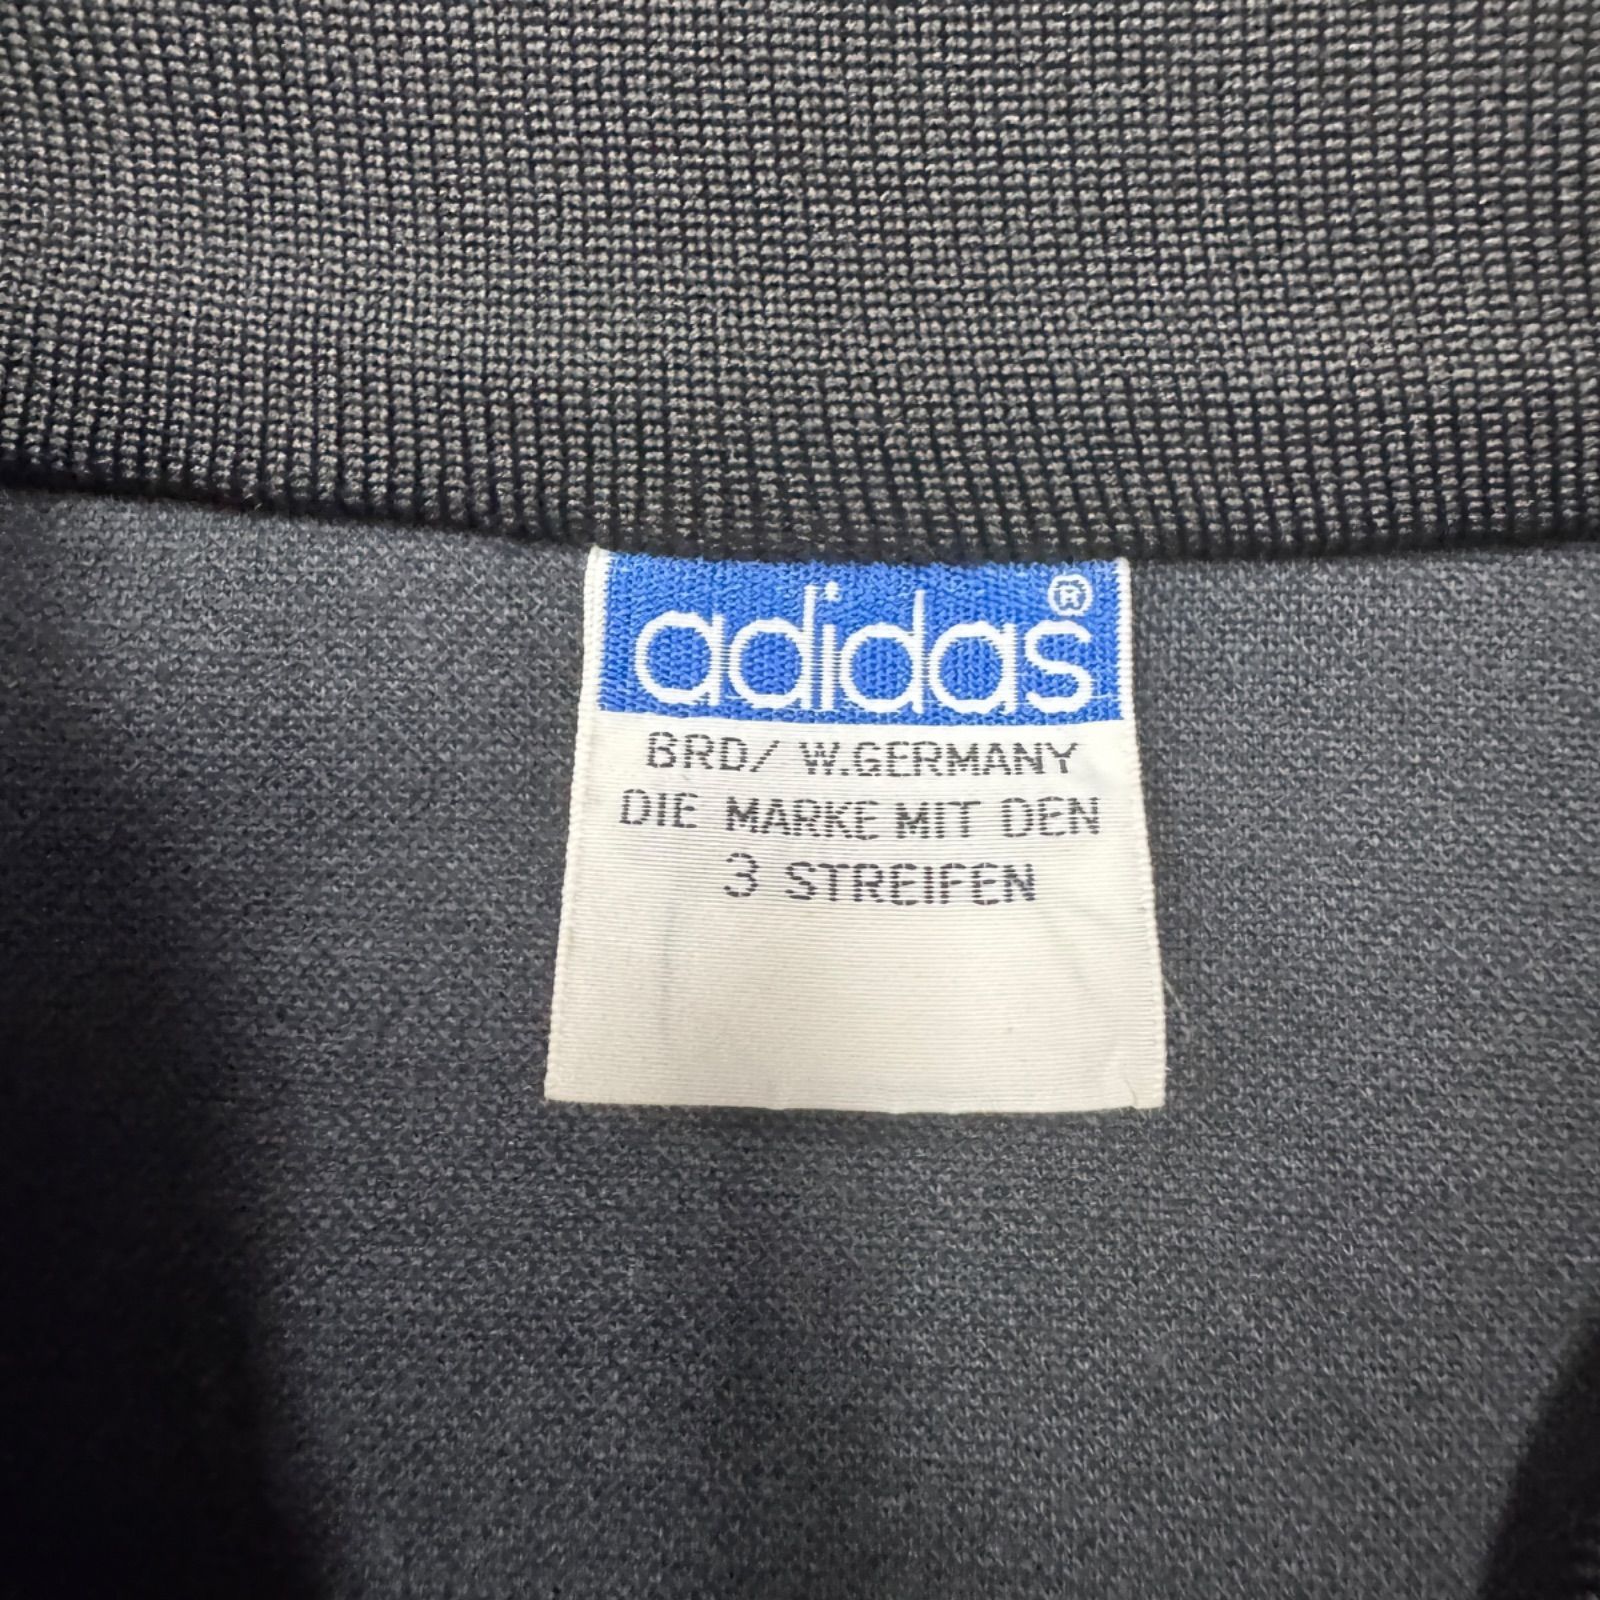 adidas®
BRD/ W.GERMANY
DIE MARKE MIT DEN
3 STREIFEN